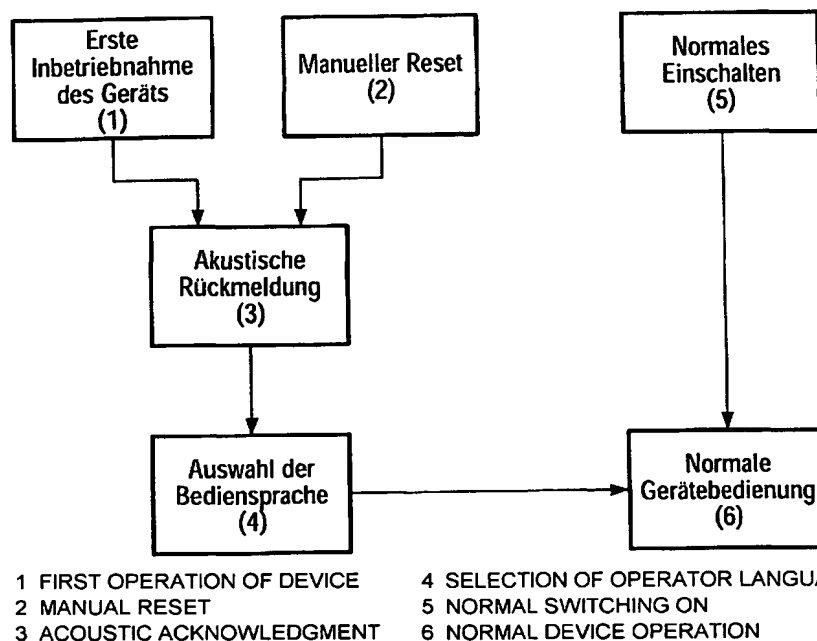 Erste
Inbetriebnahme
des Geräts
(1)
Manueller Reset
(2)
Normales
Einschalten
(5)
Akustische
Rückmeldung
(3)
Auswahl der
Bediensprache
(4)
Normale
Gerätebedienung
(6)
1 FIRST OPERATION OF DEVICE
2 MANUAL RESET
3 ACOUSTIC ACKNOWLEDGMENT
4 SELECTION OF OPERATOR
5 NORMAL SWITCHING ON
6 NORMAL DEVICE OPERATION